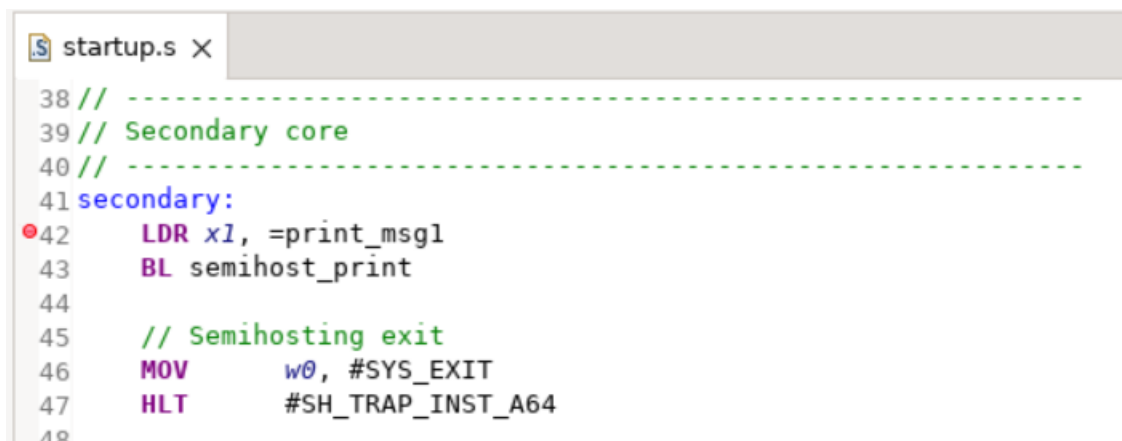 .S startup.s ×
38 // ------------------------------------------------------------
39 // Secondary core
40 // ------------------------------------------------------------
41 secondary:
42     LDR x1, =print_msg1
43     BL semihost_print
44
45     // Semihosting exit
46     MOV      w0, #SYS_EXIT
47     HLT      #SH_TRAP_INST_A64
48